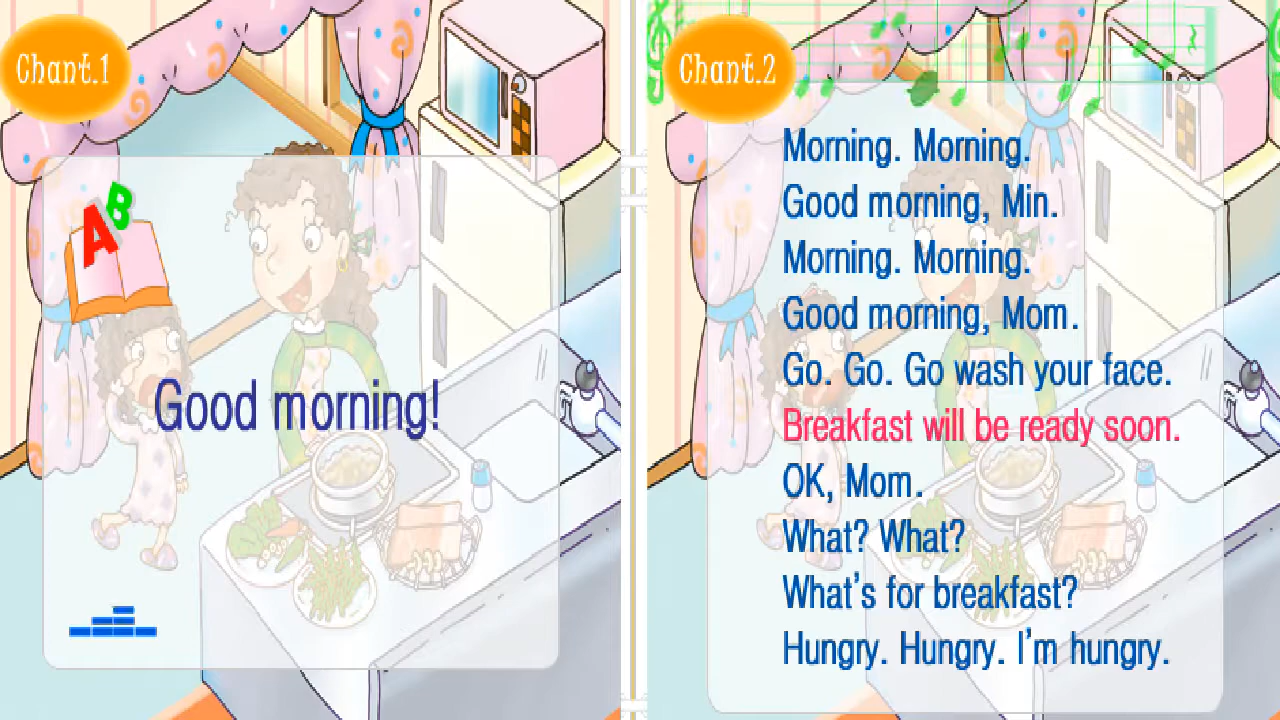 Chant.1
AB
Good morning!
Chant.2
Morning. Morning.
Good morning, Min.
Morning. Morning.
Good morning, Mom.
Go. Go. Go wash your face.
Breakfast will be ready soon.
OK, Mom.
What? What?
What's for breakfast?
Hungry. Hungry. I'm hungry.